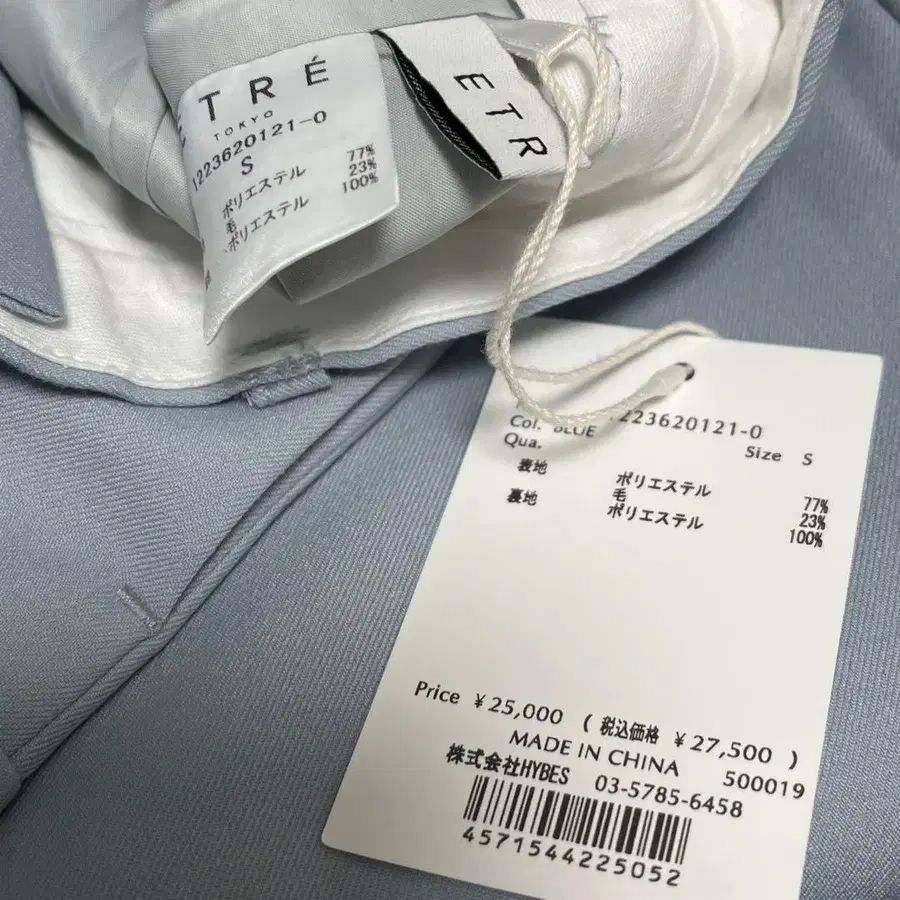 ETRÉ
TOKYO
1223620121-0
S
ポリエステル 77%
毛 23%
ポリエステル 100%
ETR
1223620121-0
Col. BLUE
Size S
Qua.
表地 ポリエステル 77%
毛 23%
裏地 ポリエステル 100%
Price ¥25,000 (税込価格 ¥27,500)
MADE IN CHINA 500019
株式会社HYBES 03-5785-6458
4571544225052